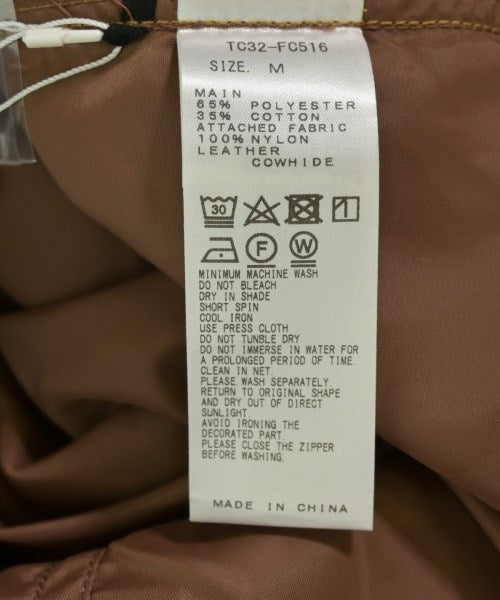 TC32-FC516
SIZE. M
MAIN
65% POLYESTER
35% COTTON
ATTACHED FABRIC
100% NYLON
LEATHER
COWHIDE
30
F W
MINIMUM MACHINE WASH
DO NOT BLEACH
DRY IN SHADE
SHORT SPIN
COOL IRON
USE PRESS CLOTH
DO NOT TUNBLE DRY
DO NOT IMMERSE IN WATER FOR
A PROLONGED PERIOD OF TIME.
CLEAN IN NET.
PLEASE WASH SEPARATELY.
RETURN TO ORIGINAL SHAPE
AND DRY OUT OF DIRECT
SUNLIGHT.
AVOID IRONING THE
DECORATED PART.
PLEASE CLOSE THE ZIPPER
BEFORE WASHING.
MADE IN CHINA